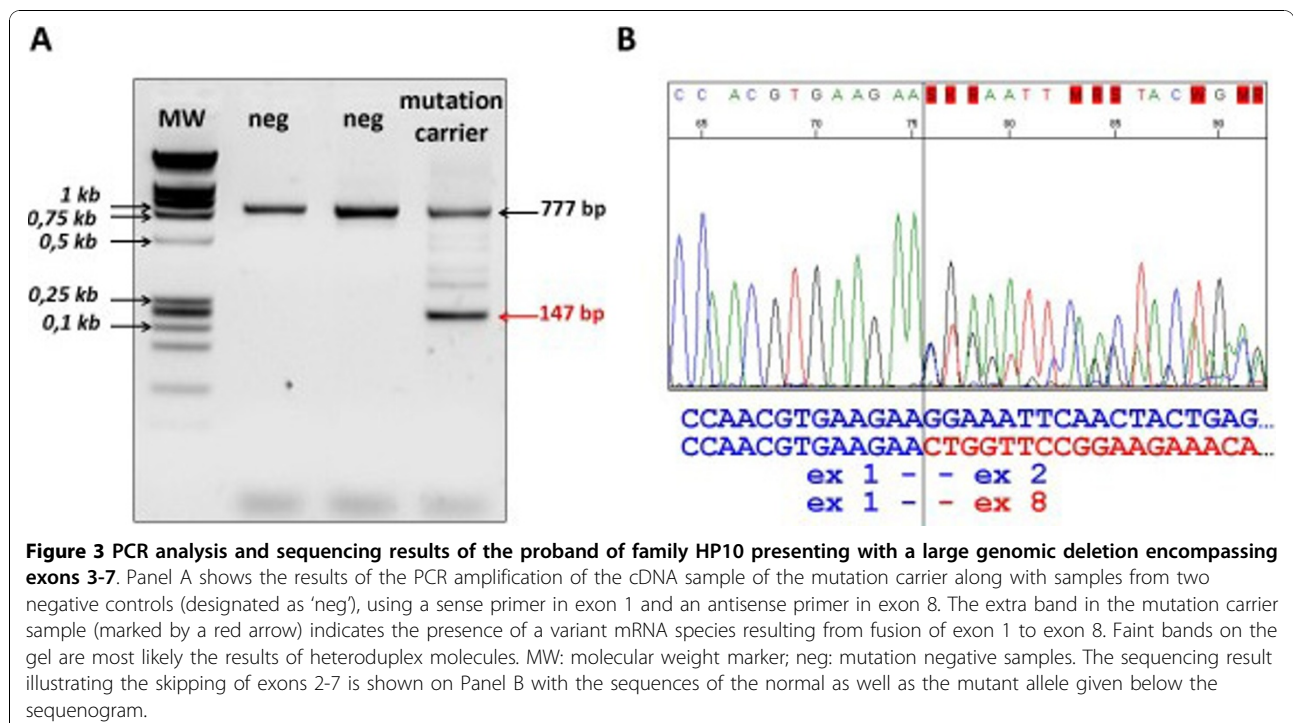 A
B
MW
neg
neg
mutation
carrier
1 kb
0,75 kb
0,5 kb
0,25 kb
0,1 kb
777 bp
147 bp
C C A C G T G A A G A A S K R A A T T M R S T A C W G M R
65 70 75 80 85 90
CCAACGTGAAGAAGGAAATTCAACTACTGAG...
CCAACGTGAAGAACTGGTTCCGGAAGAAACA...
ex 1 - - ex 2
ex 1 - - ex 8
Figure 3 PCR analysis and sequencing results of the proband of family HP10 presenting with a large genomic deletion encompassing
exons 3-7. Panel A shows the results of the PCR amplification of the cDNA sample of the mutation carrier along with samples from two
negative controls (designated as ‘neg’), using a sense primer in exon 1 and an antisense primer in exon 8. The extra band in the mutation carrier
sample (marked by a red arrow) indicates the presence of a variant mRNA species resulting from fusion of exon 1 to exon 8. Faint bands on the
gel are most likely the results of heteroduplex molecules. MW: molecular weight marker; neg: mutation negative samples. The sequencing result
illustrating the skipping of exons 2-7 is shown on Panel B with the sequences of the normal as well as the mutant allele given below the
sequenogram.